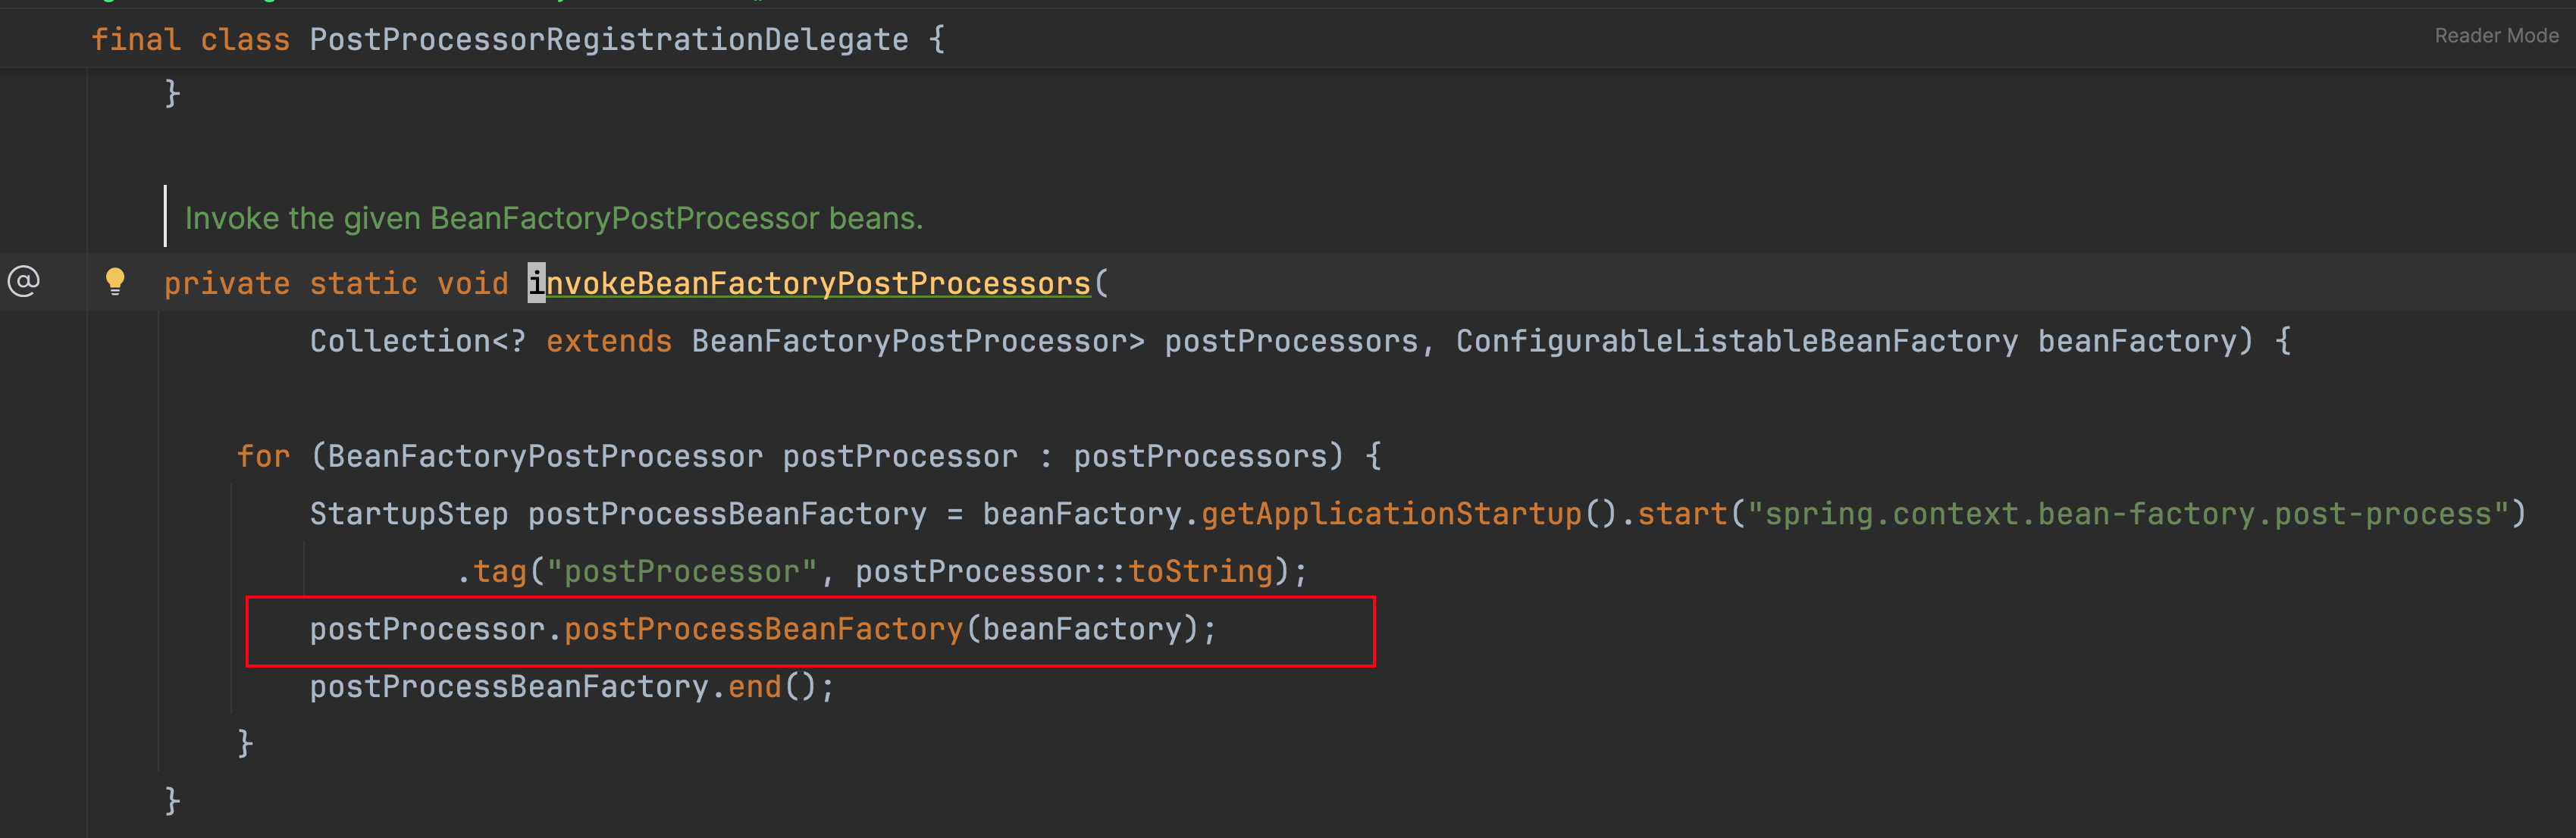 final class PostProcessorRegistrationDelegate {
Reader Mode
}
Invoke the given BeanFactoryPostProcessor beans.
@
private static void invokeBeanFactoryPostProcessors(
Collection<? extends BeanFactoryPostProcessor> postProcessors, ConfigurableListableBeanFactory beanFactory) {
for (BeanFactoryPostProcessor postProcessor : postProcessors) {
StartupStep postProcessBeanFactory = beanFactory.getApplicationStartup().start("spring.context.bean-factory.post-process")
.tag("postProcessor", postProcessor::toString);
postProcessor.postProcessBeanFactory(beanFactory);
postProcessBeanFactory.end();
}
}